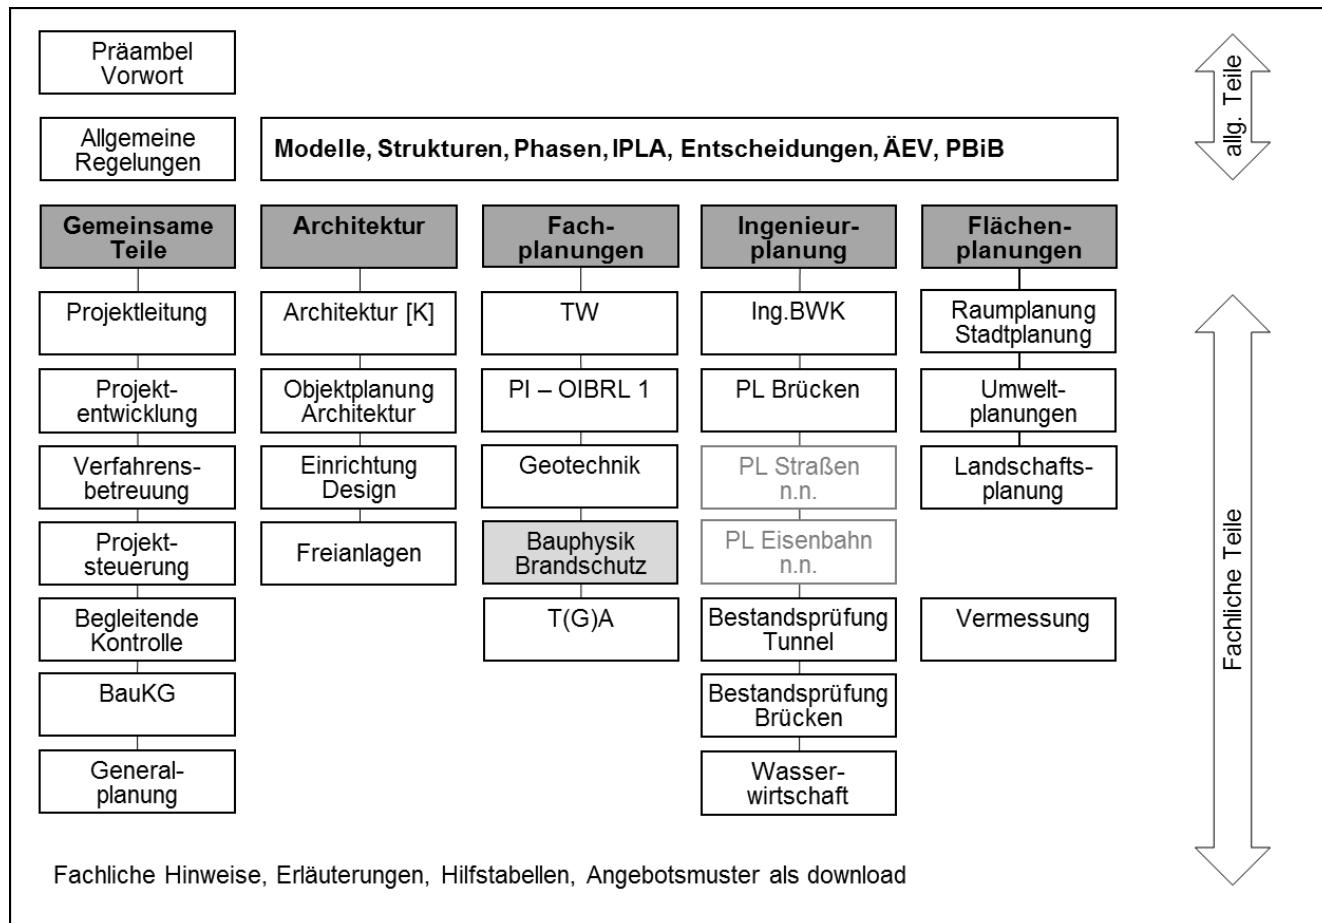 Präambel
Vorwort
allg. Teile
Allgemeine
Regelungen
Modelle, Strukturen, Phasen, IPLA, Entscheidungen, ÄEV, PBiB
Gemeinsame
Teile
Projektleitung
Projekt-
entwicklung
Verfahrens-
betreuung
Projekt-
steuerung
Begleitende
Kontrolle
BauKG
General-
planung
Architektur
Architektur [K]
Objektplanung
Architektur
Einrichtung
Design
Freianlagen
Fach-
planungen
TW
PI – OIBRL 1
Geotechnik
Bauphysik
Brandschutz
T(G)A
Ingenieur-
planung
Ing.BWK
PL Brücken
PL Straßen
n.n.
PL Eisenbahn
n.n.
Bestandsprüfung
Tunnel
Bestandsprüfung
Brücken
Wasser-
wirtschaft
Flächen-
planungen
Raumplanung
Stadtplanung
Umwelt-
planungen
Landschafts-
planung
Vermessung
Fachliche Teile
Fachliche Hinweise, Erläuterungen, Hilfstabellen, Angebotsmuster als download